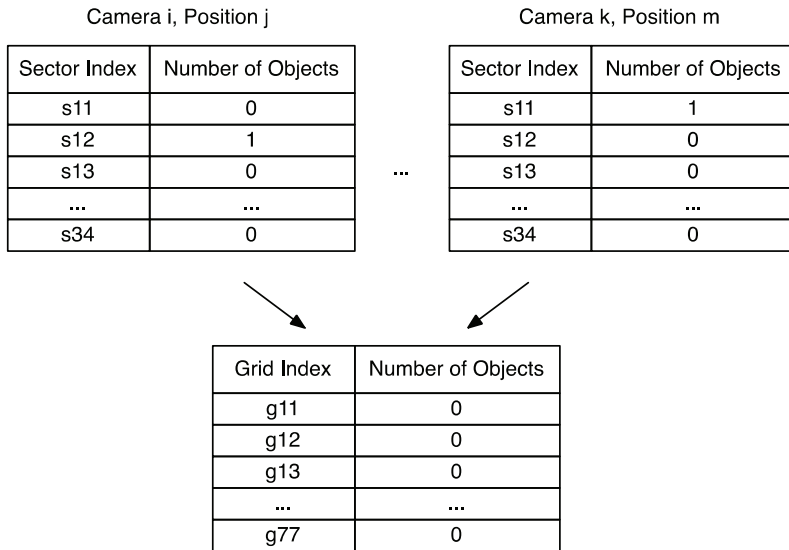 Camera i, Position j
Sector Index Number of Objects
s11 0
s12 1
s13 0
... ...
s34 0
...
Camera k, Position m
Sector Index Number of Objects
s11 1
s12 0
s13 0
... ...
s34 0
Grid Index Number of Objects
g11 0
g12 0
g13 0
... ...
g77 0